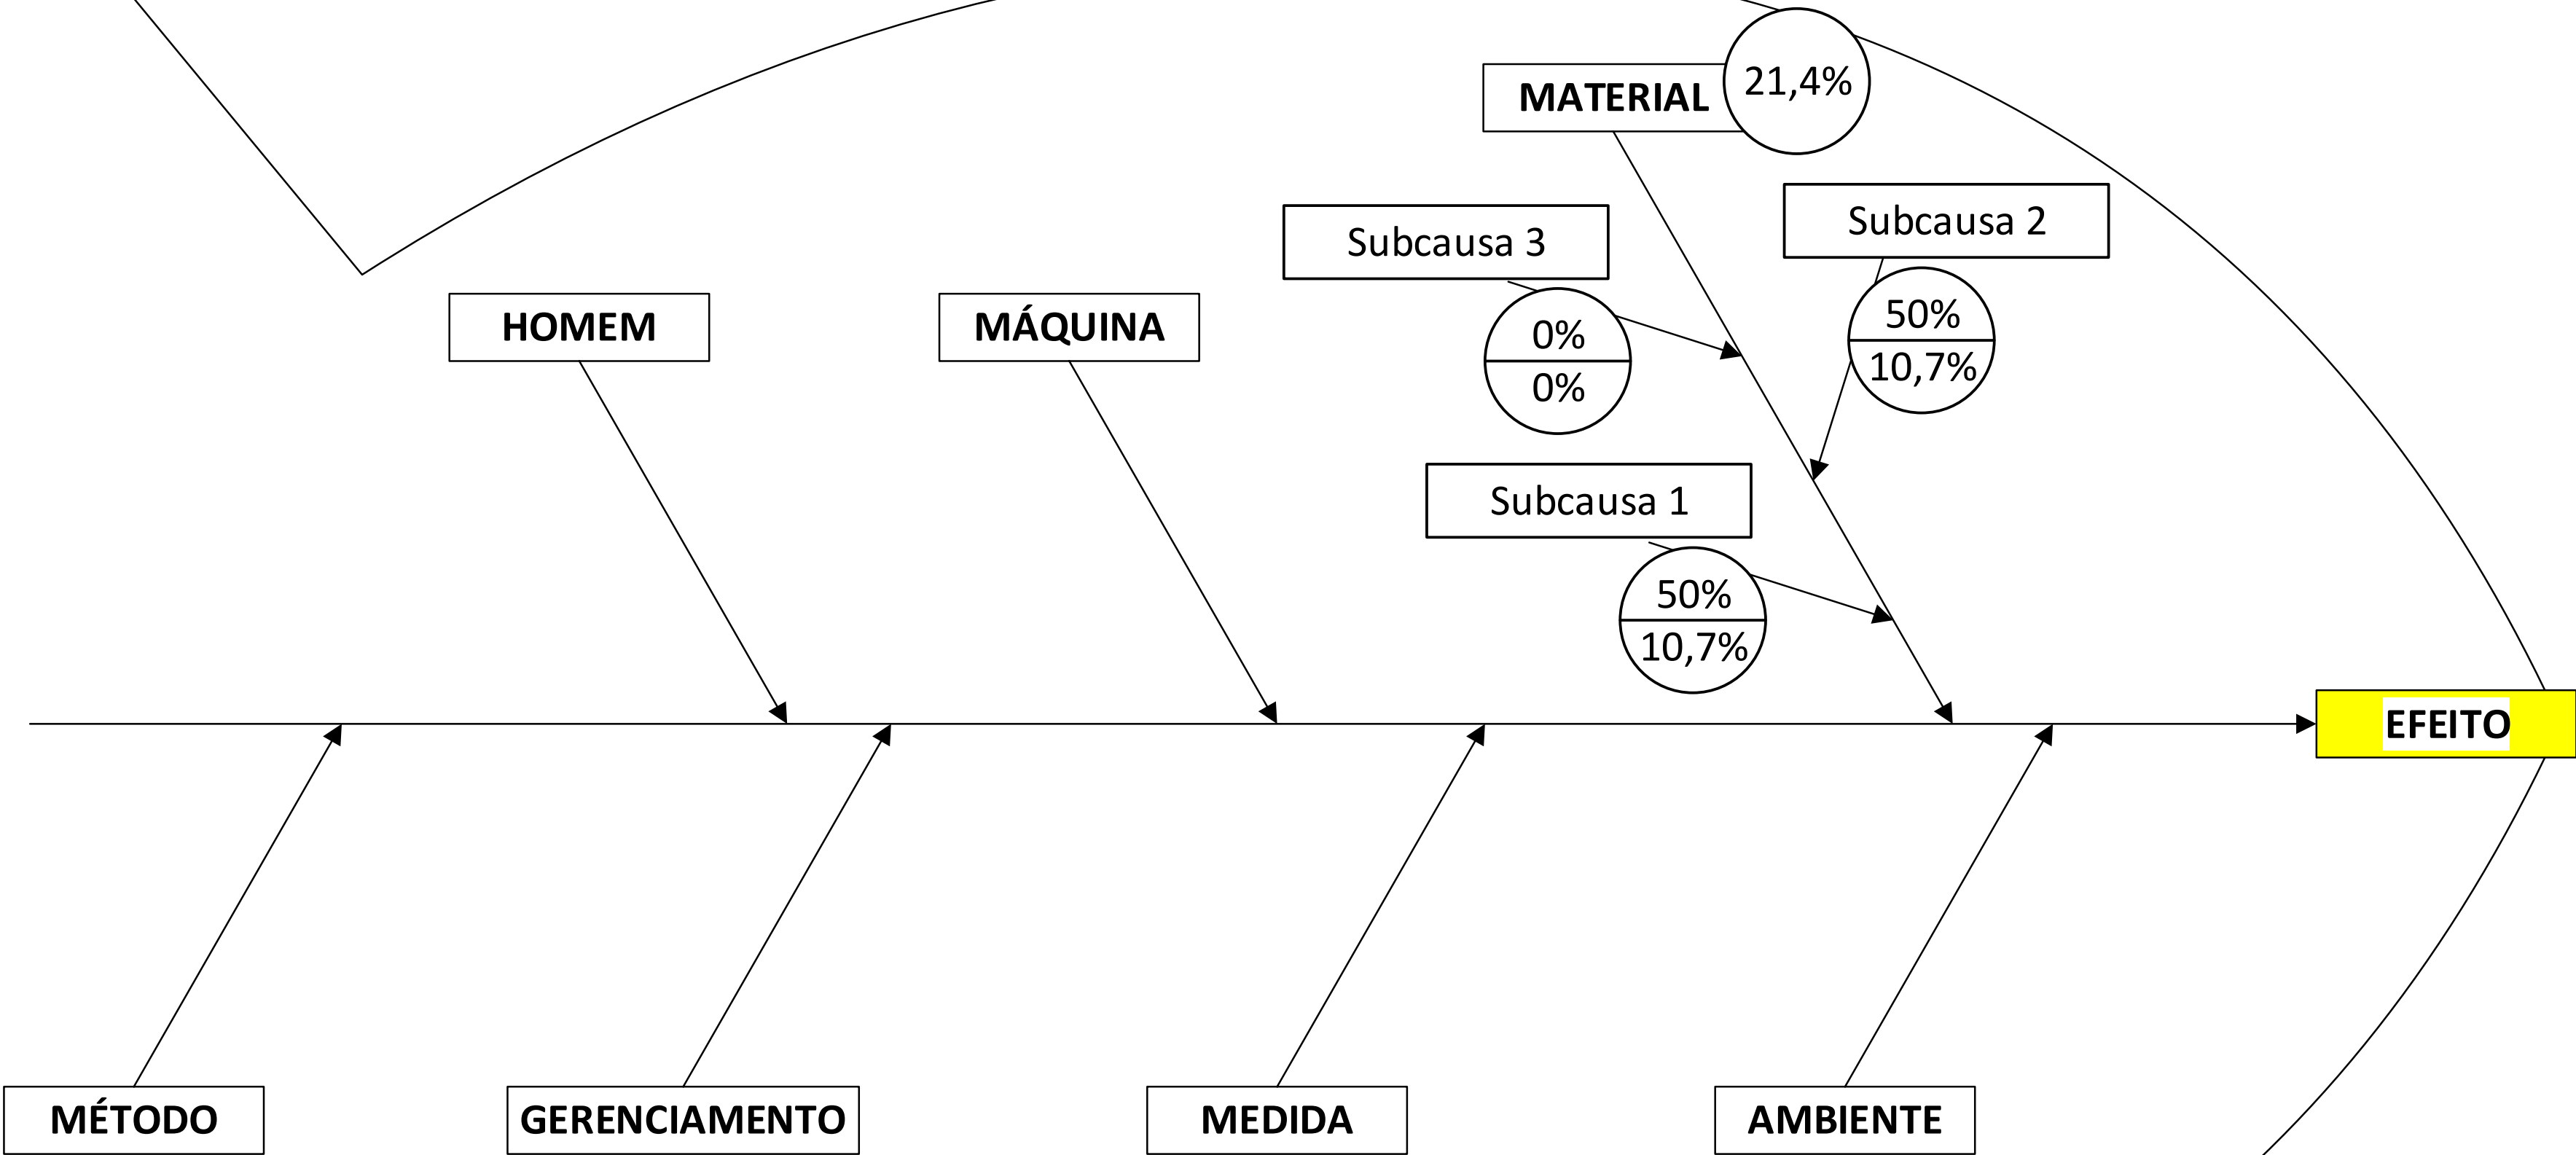 MATERIAL
21,4%
Subcausa 3
Subcausa 2
0%
0%
50%
10,7%
HOMEM
MÁQUINA
Subcausa 1
50%
10,7%
EFEITO
MÉTODO
GERENCIAMENTO
MEDIDA
AMBIENTE